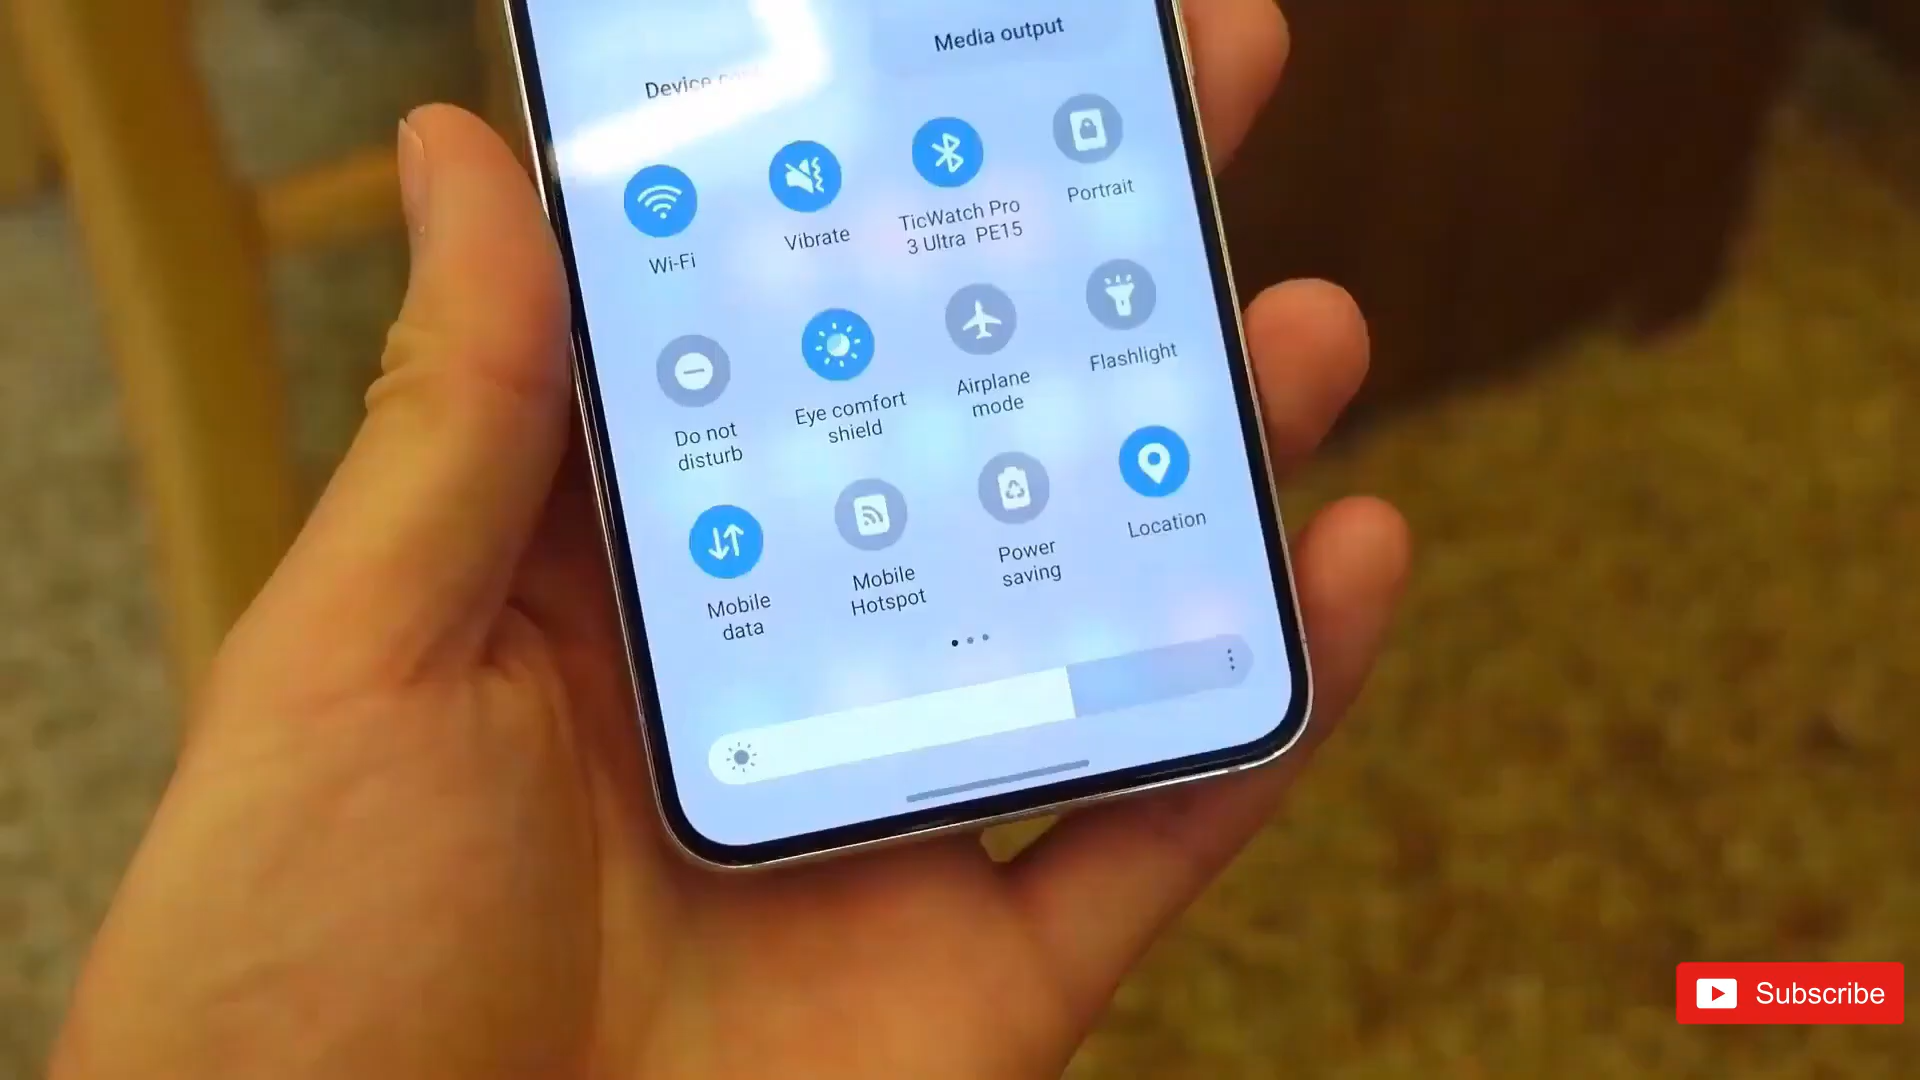 Media output
Device
Wi-Fi
Vibrate
TicWatch Pro
3 Ultra PE15
Portrait
Do not
disturb
Eye comfort
shield
Airplane
mode
Flashlight
Mobile
data
Mobile
Hotspot
Power
saving
Location
Subscribe